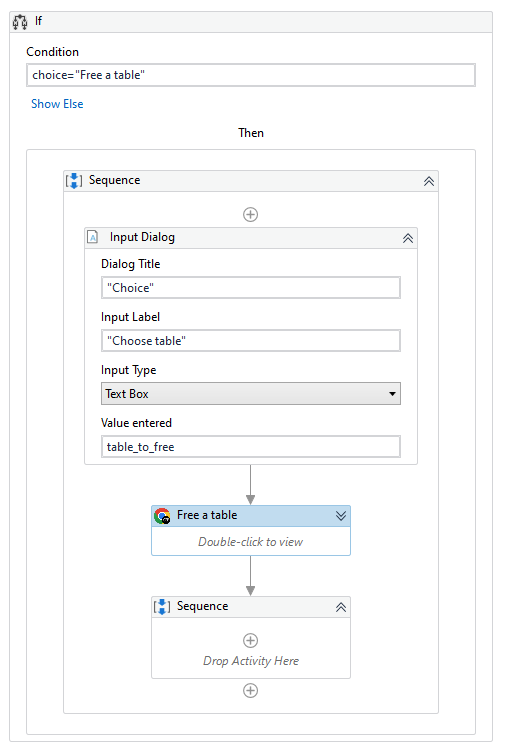 If
Condition
choice="Free a table"
Show Else
Then
Sequence
Input Dialog
Dialog Title
"Choice"
Input Label
"Choose table"
Input Type
Text Box
Value entered
table_to_free
Free a table
Double-click to view
Sequence
Drop Activity Here